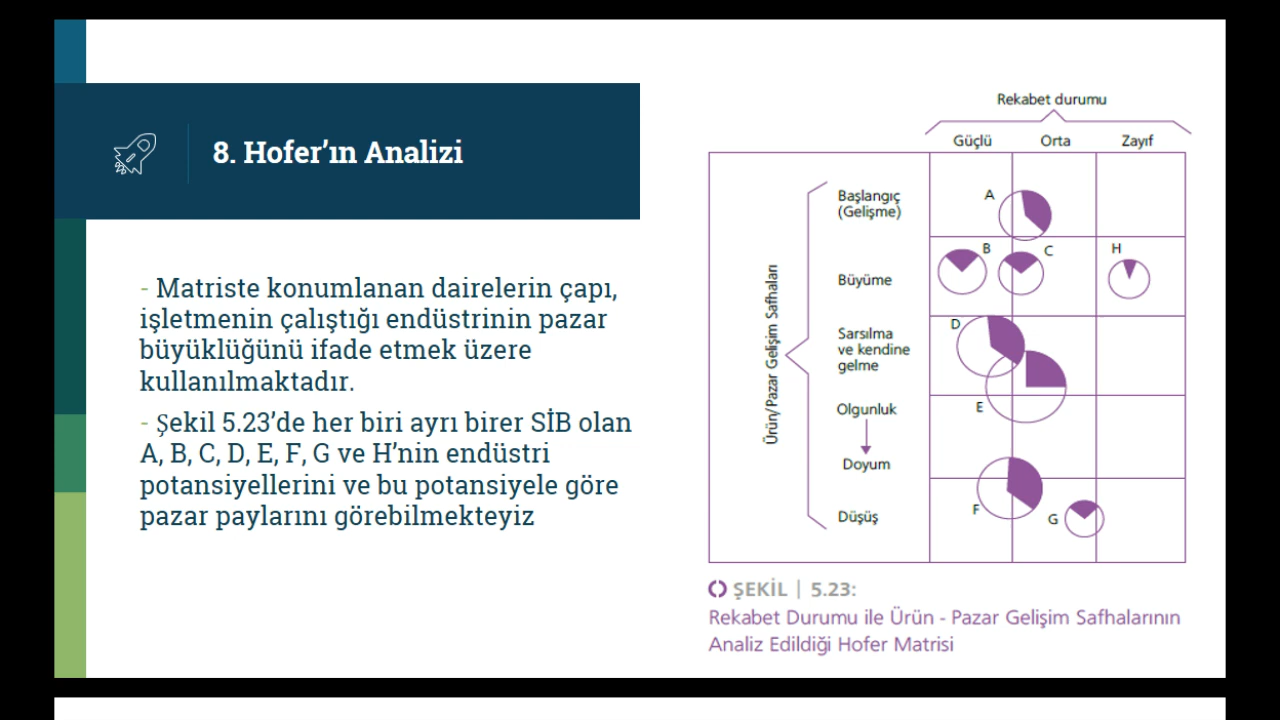 8. Hofer’ın Analizi
- Matriste konumlanan dairelerin çapı,
işletmenin çalıştığı endüstrinin pazar
büyüklüğünü ifade etmek üzere
kullanılmaktadır.
- Şekil 5.23’de her biri ayrı birer SİB olan
A, B, C, D, E, F, G ve H’nin endüstri
potansiyellerini ve bu potansiyele göre
pazar paylarını görebilmekteyiz
Rekabet durumu
Güçlü Orta Zayıf
Ürün/Pazar Gelişim Safhaları
Başlangıç
(Gelişme)
A
Büyüme
B
C
H
Sarsılma
ve kendine
gelme
D
Olgunluk
E
Doyum
Düşüş
F
G
ŞEKİL | 5.23:
Rekabet Durumu ile Ürün - Pazar Gelişim Safhalarının
Analiz Edildiği Hofer Matrisi